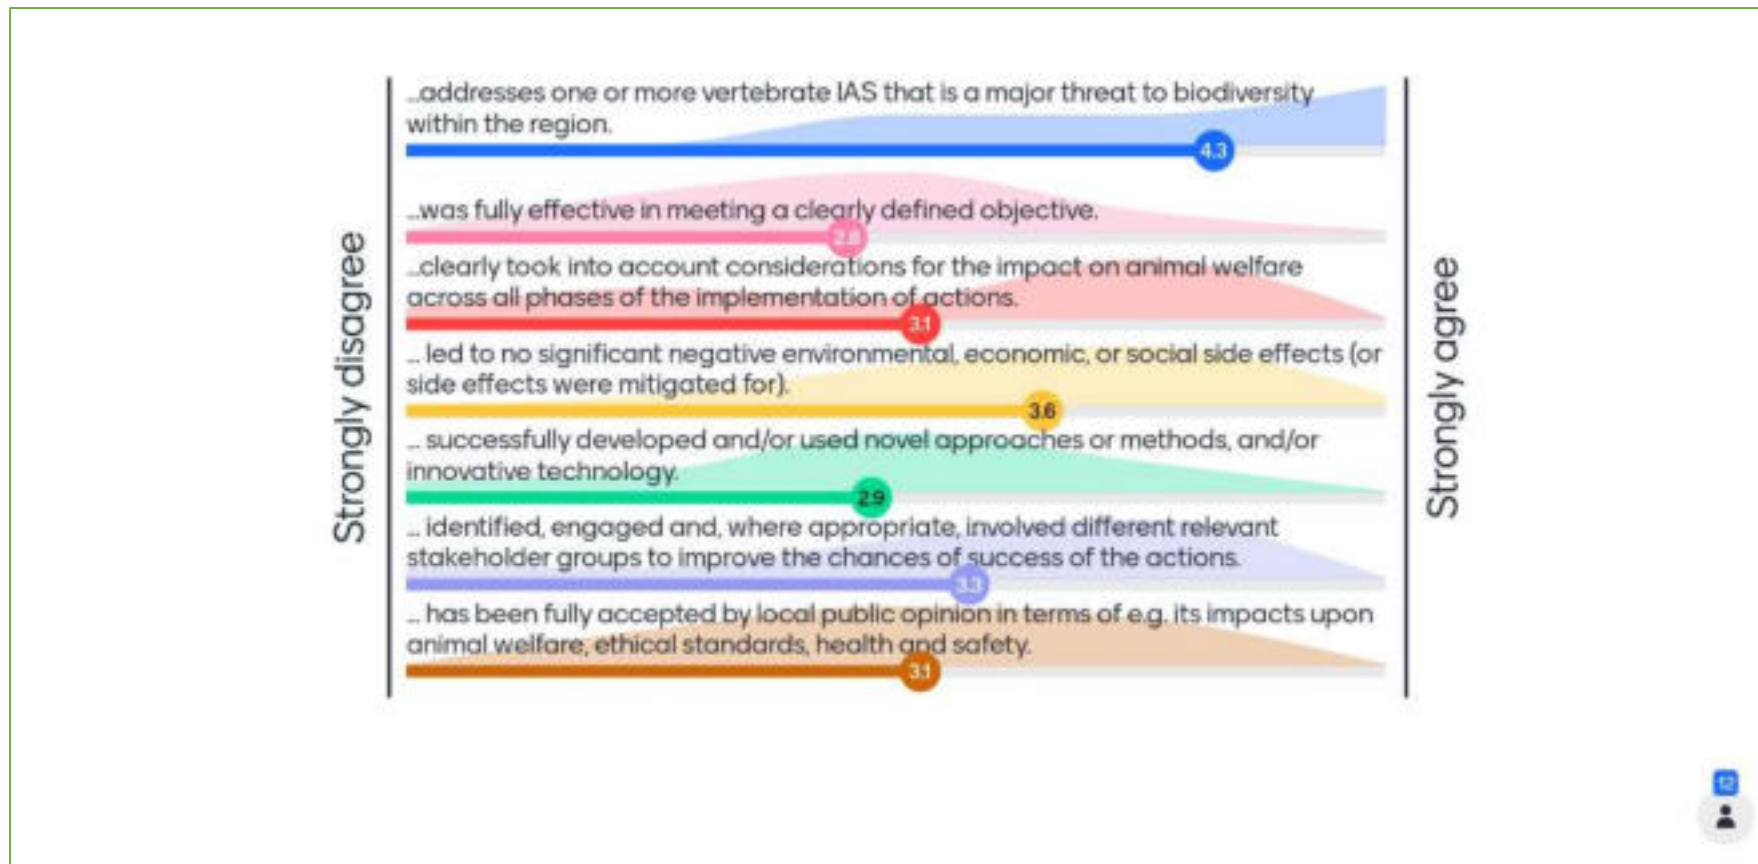 ...addresses one or more vertebrate IAS that is a major threat to biodiversity
within the region.
4.3
...was fully effective in meeting a clearly defined objective.
2.8
...clearly took into account considerations for the impact on animal welfare
across all phases of the implementation of actions.
3.1
... led to no significant negative environmental, economic, or social side effects (or
side effects were mitigated for).
3.6
... successfully developed and/or used novel approaches or methods, and/or
innovative technology.
2.9
... identified, engaged and, where appropriate, involved different relevant
stakeholder groups to improve the chances of success of the actions.
3.3
... has been fully accepted by local public opinion in terms of e.g. its impacts upon
animal welfare, ethical standards, health and safety.
3.1
Strongly disagree
Strongly agree
12